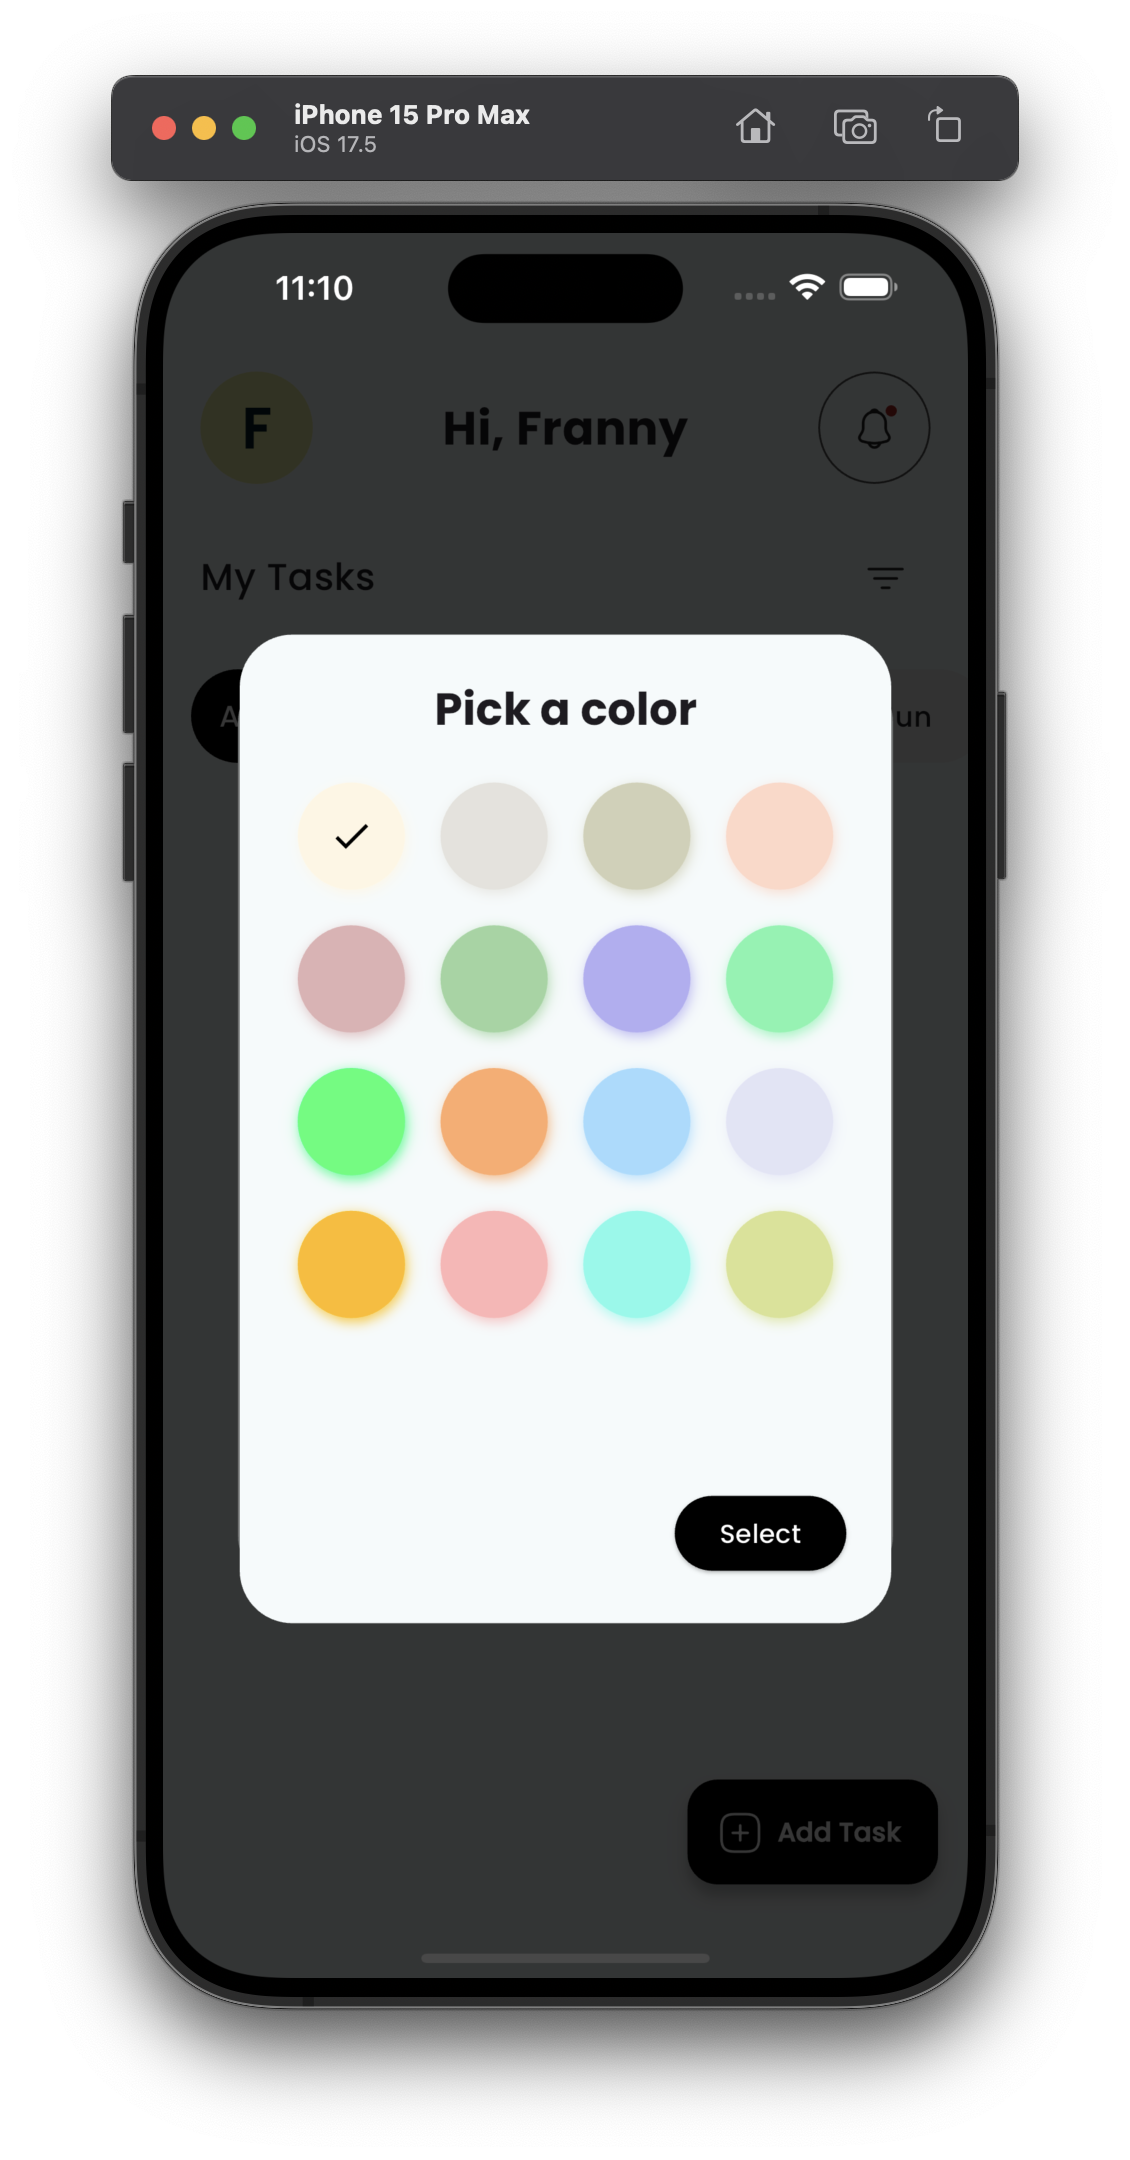 iPhone 15 Pro Max
iOS 17.5
11:10
F
Hi, Franny
My Tasks
A
un
Pick a color
Select
Add Task